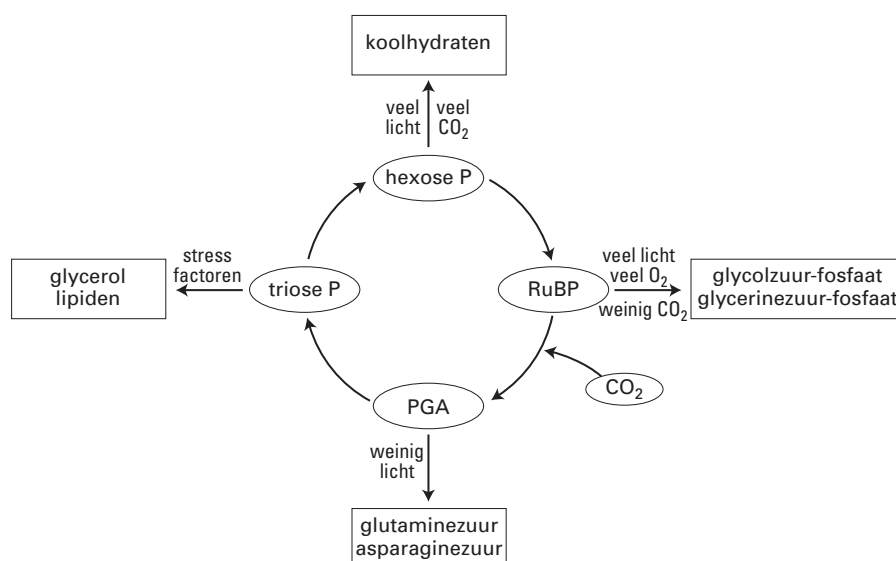 koolhydraten
veel
licht
veel
CO₂
hexose P
stress
factoren
glycerol
lipiden
triose P
RuBP
veel licht
veel O₂
weinig CO₂
glycolzuur-fosfaat
glycerinezuur-fosfaat
CO₂
PGA
weinig
licht
glutaminezuur
asparaginezuur